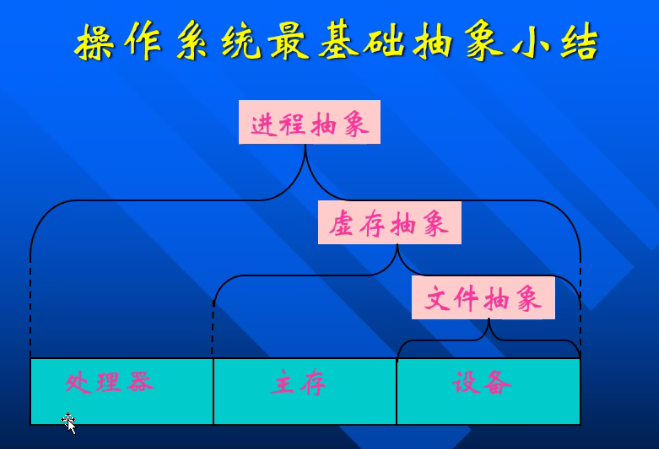 操作系统最基础抽象小结
进程抽象
虚存抽象
文件抽象
处理器 主存 设备